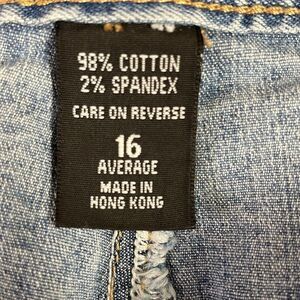 98% COTTON
2% SPANDEX
CARE ON REVERSE
16
AVERAGE
MADE IN
HONG KONG